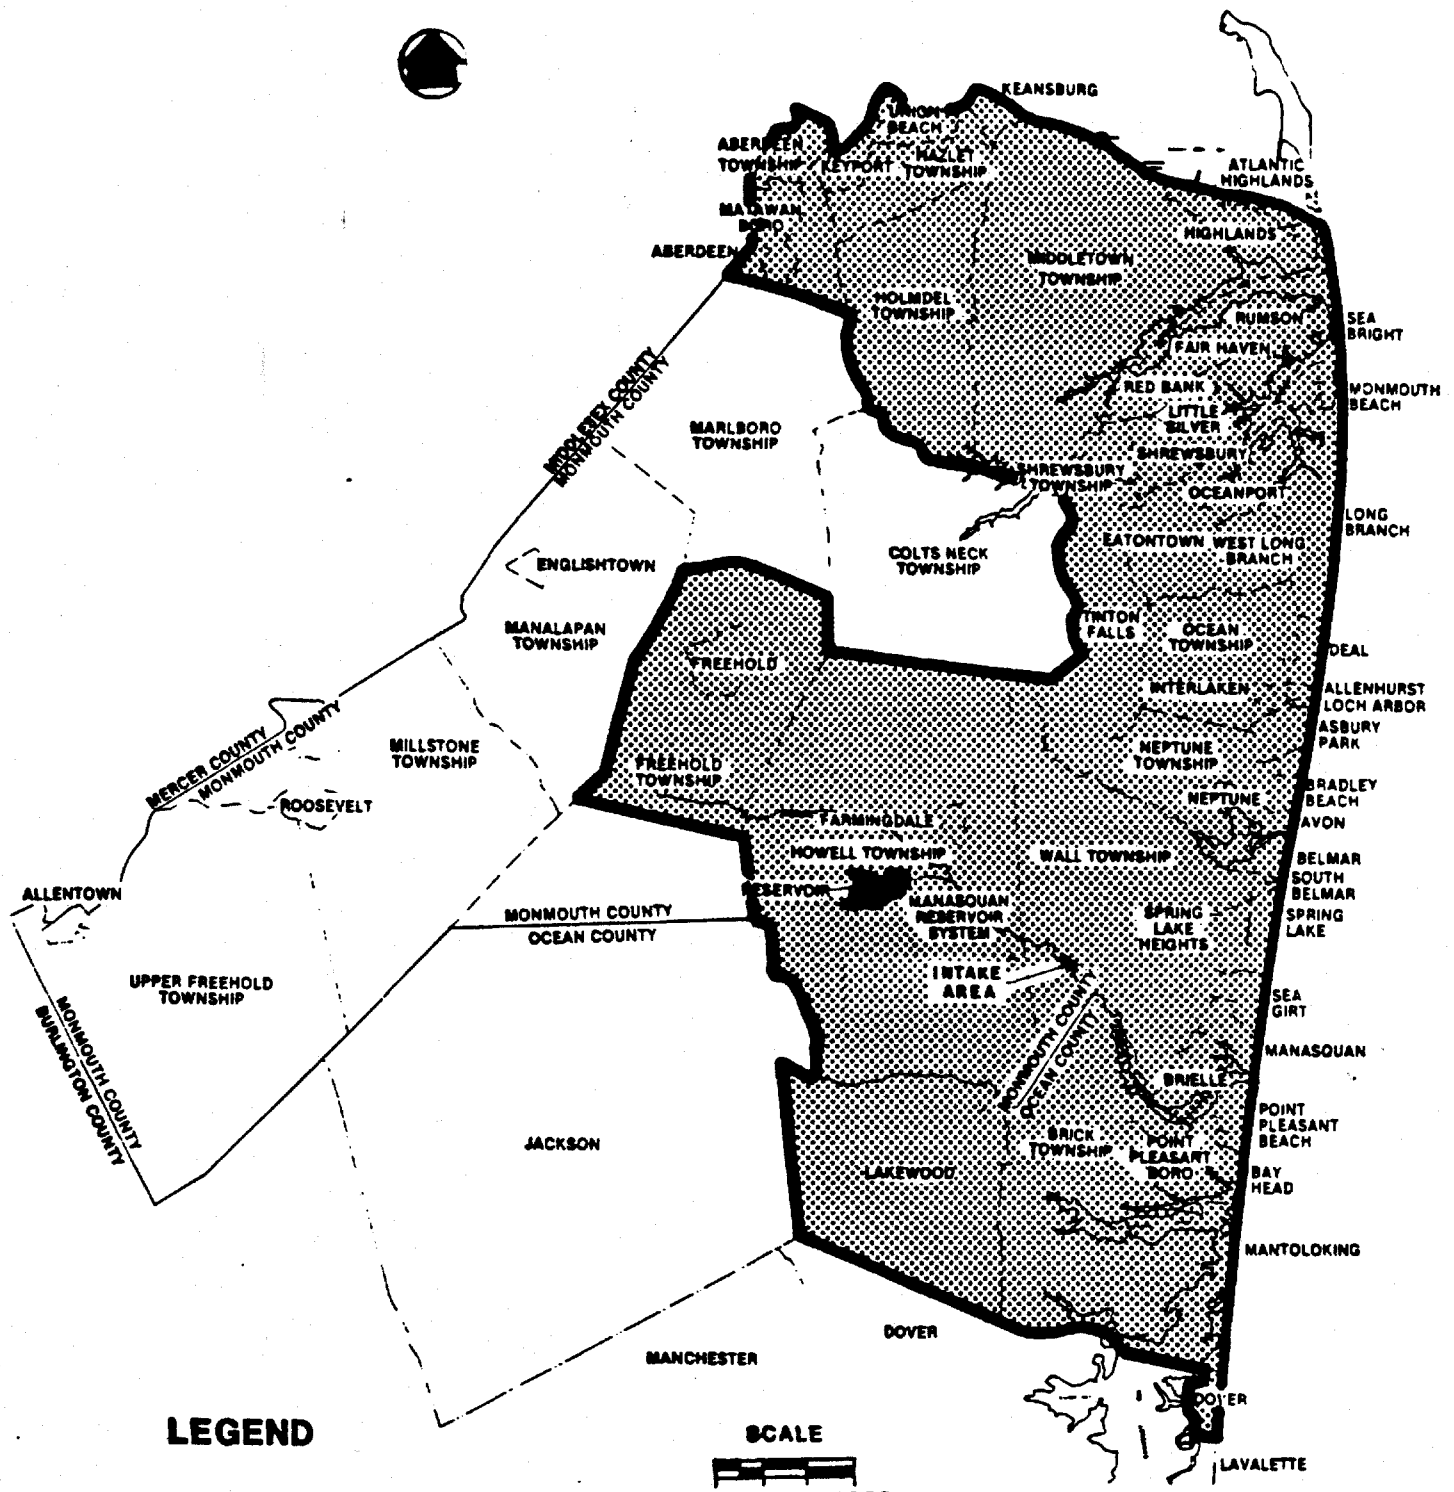 KEANSBURG
UNION
BEACH
ABERDEEN
TOWNSHIP
KEYPORT
HAZLET
TOWNSHIP
ATLANTIC
HIGHLANDS
MATAWAN
BORO
ABERDEEN
HIGHLANDS
MIDDLETOWN
TOWNSHIP
HOLMDEL
TOWNSHIP
RUMSON
SEA
BRIGHT
FAIR HAVEN
MIDDLESEX COUNTY
MONMOUTH COUNTY
RED BANK
MONMOUTH
BEACH
LITTLE
SILVER
MARLBORO
TOWNSHIP
SHREWSBURY
SHREWSBURY
TOWNSHIP
OCEANPORT
LONG
BRANCH
EATONTOWN
WEST LONG
BRANCH
COLTS NECK
TOWNSHIP
ENGLISHTOWN
MANALAPAN
TOWNSHIP
TINTON
FALLS
OCEAN
TOWNSHIP
DEAL
FREEHOLD
INTERLAKEN
ALLENHURST
LOCH ARBOR
ASBURY
PARK
MERCER COUNTY
MONMOUTH COUNTY
MILLSTONE
TOWNSHIP
NEPTUNE
TOWNSHIP
FREEHOLD
TOWNSHIP
ROOSEVELT
NEPTUNE
BRADLEY
BEACH
FARMINGDALE
AVON
HOWELL TOWNSHIP
WALL TOWNSHIP
BELMAR
SOUTH
BELMAR
ALLENTOWN
RESERVOIR
MANASQUAN
RESERVOIR
SYSTEM
SPRING
LAKE
HEIGHTS
SPRING
LAKE
MONMOUTH COUNTY
OCEAN COUNTY
INTAKE
AREA
UPPER FREEHOLD
TOWNSHIP
SEA
GIRT
MONMOUTH COUNTY
BURLINGTON COUNTY
MONMOUTH COUNTY
OCEAN COUNTY
MANASQUAN
BRIELLE
POINT
PLEASANT
BEACH
JACKSON
BRICK
TOWNSHIP
POINT
PLEASANT
BORO
LAKEWOOD
BAY
HEAD
MANTOLOKING
DOVER
MANCHESTER
DOVER
LEGEND
SCALE
LAVALETTE